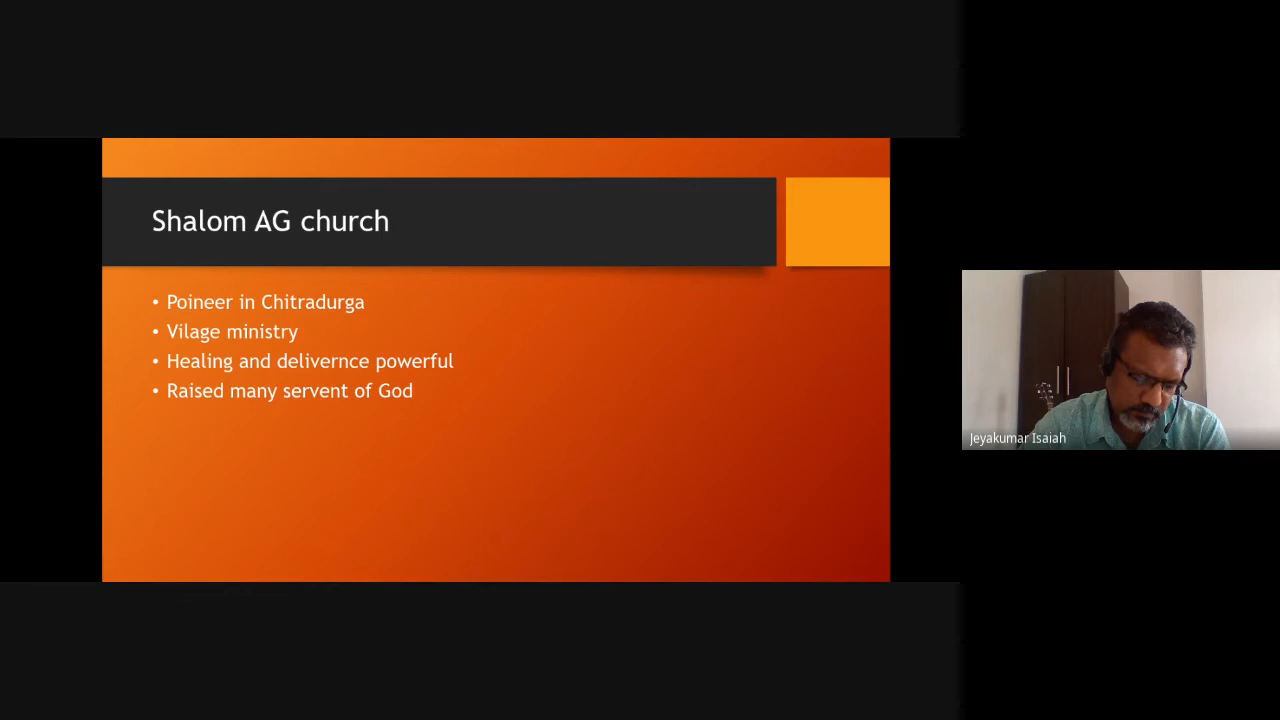 Shalom AG church
• Poineer in Chitradurga
• Vilage ministry
• Healing and delivernce powerful
• Raised many servent of God
Jeyakumar Isaiah